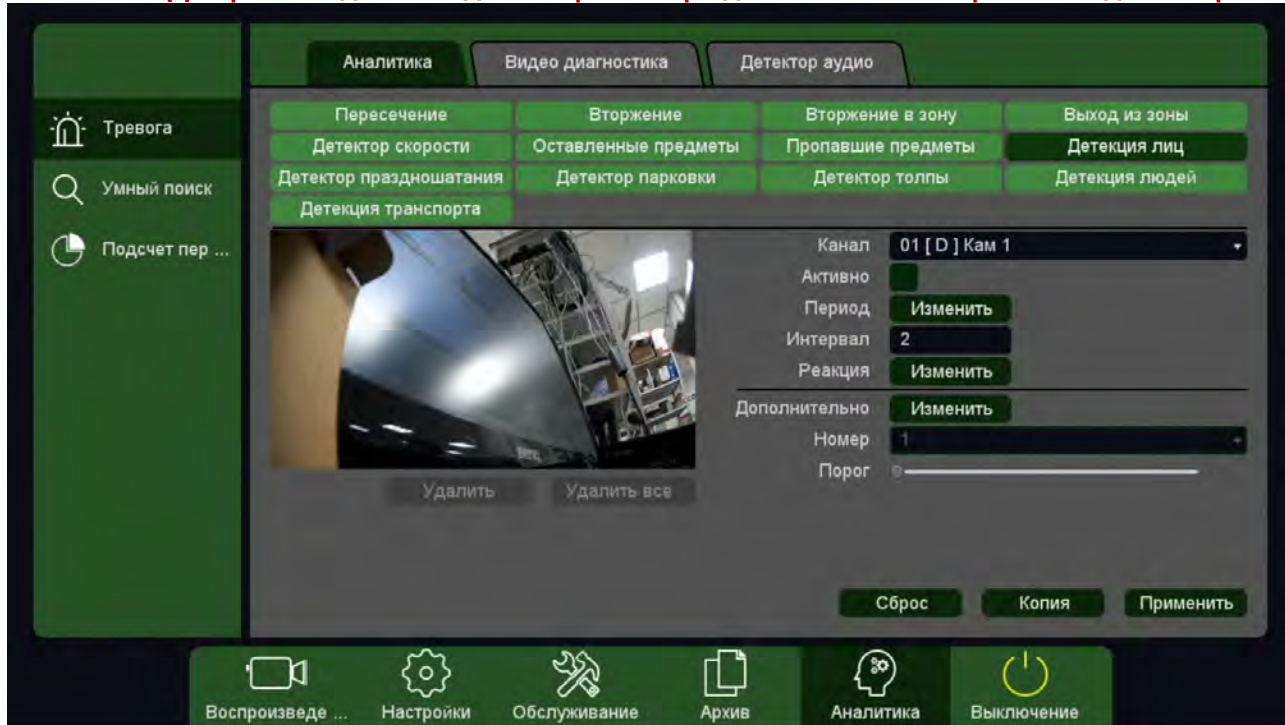 Аналитика Видео диагностика Детектор аудио
Тревога
Умный поиск
Подсчет пер ...
Пересечение Вторжение Вторжение в зону Выход из зоны
Детектор скорости Оставленные предметы Пропавшие предметы Детекция лиц
Детектор праздношатания Детектор парковки Детектор толпы Детекция людей
Детекция транспорта
Канал 01 [ D ] Кам 1
Активно
Период Изменить
Интервал 2
Реакция Изменить
Дополнительно Изменить
Номер 1
Порог
Удалить Удалить все
Сброс Копия Применить
Воспроизведе ... Настройки Обслуживание Архив Аналитика Выключение